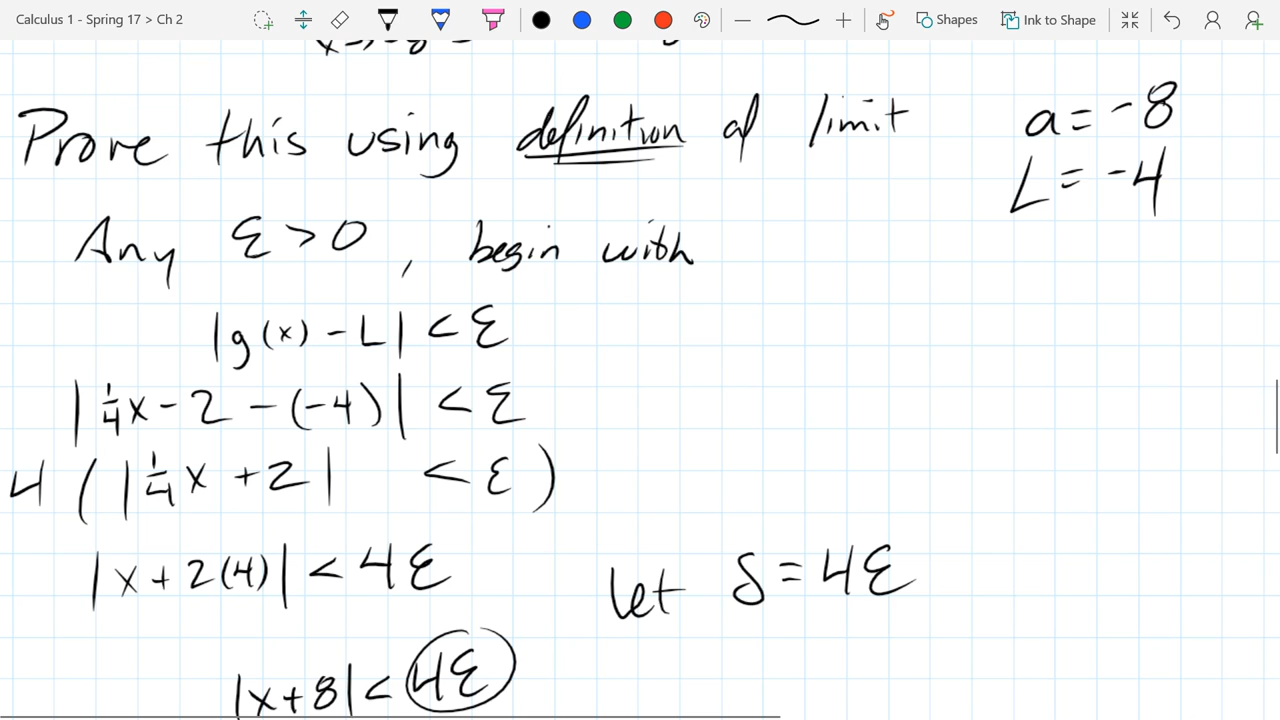 Calculus 1 - Spring 17 > Ch 2
Shapes
Ink to Shape
Prove this using definition of limit
a = -8
L = -4
Any ε > 0, begin with
|g(x) - L| < ε
|¼x - 2 - (-4)| < ε
4(|¼x + 2| < ε)
|x + 2(4)| < 4ε
let δ = 4ε
|x + 8| < 4ε